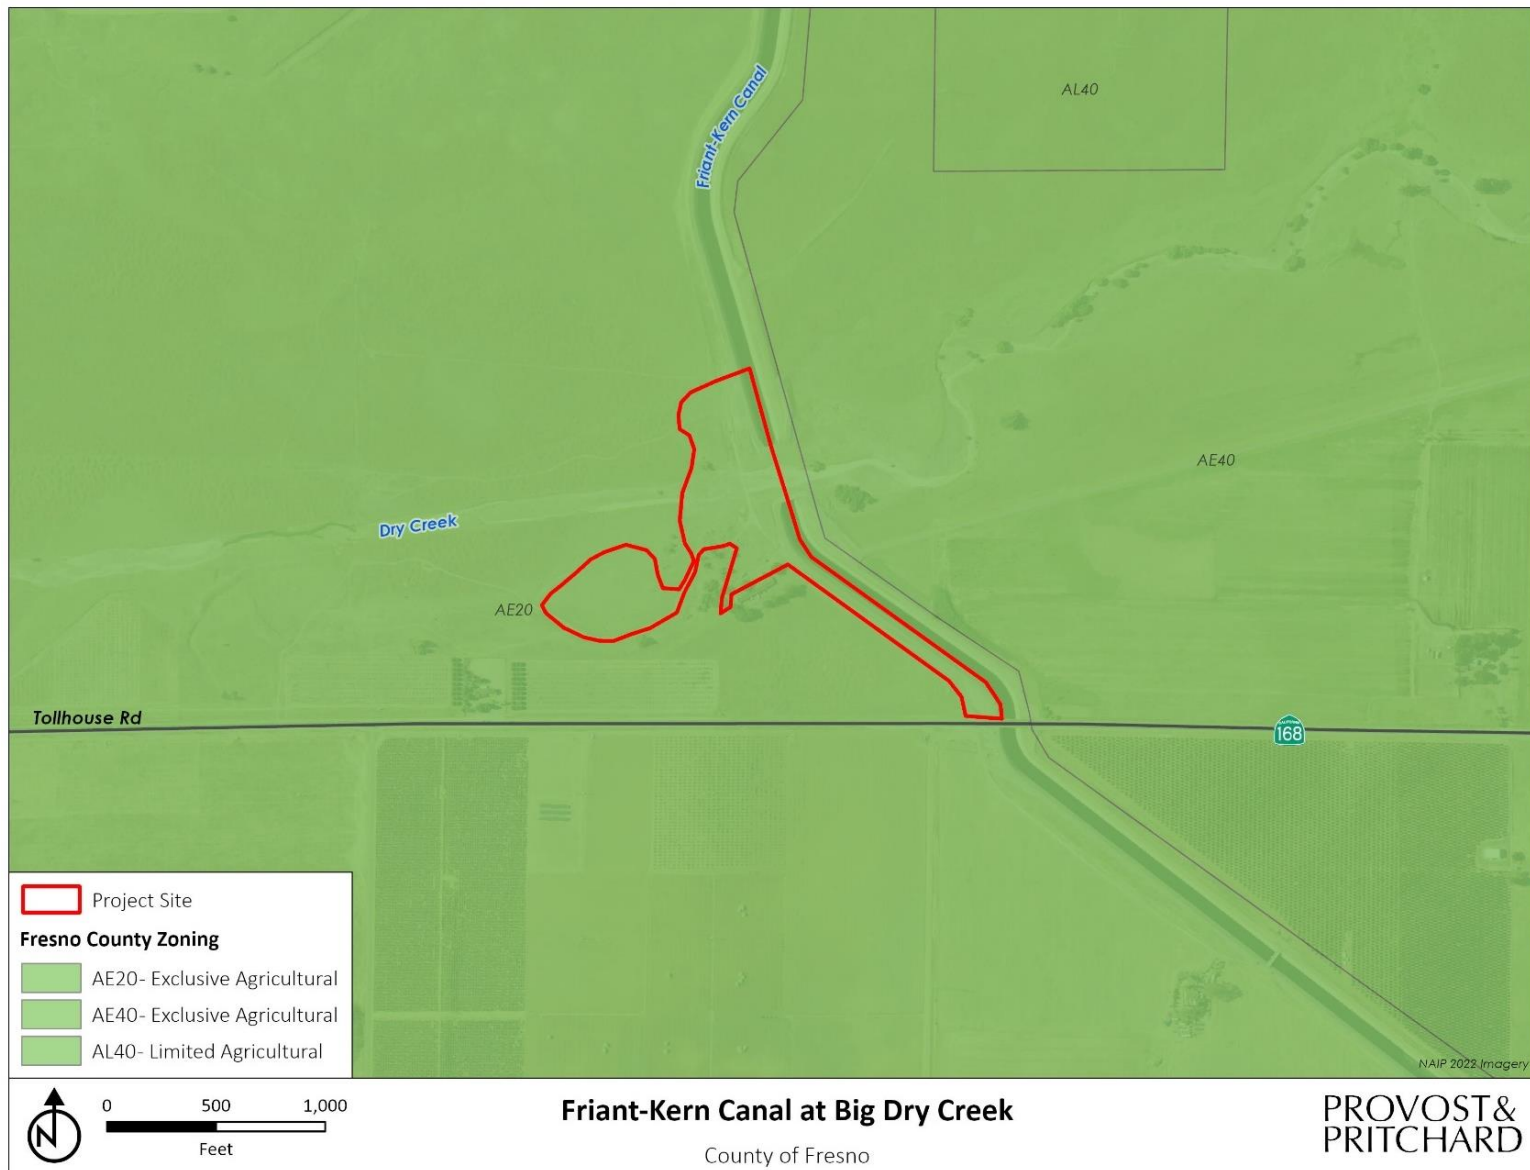 AL40
Friant-Kern Canal
AE40
Dry Creek
AE20
Tollhouse Rd
CALIFORNIA
168
Project Site
Fresno County Zoning
AE20- Exclusive Agricultural
AE40- Exclusive Agricultural
AL40- Limited Agricultural
NAIP 2022 Imagery
N
0 500 1,000
Feet
Friant-Kern Canal at Big Dry Creek
County of Fresno
PROVOST&
PRITCHARD